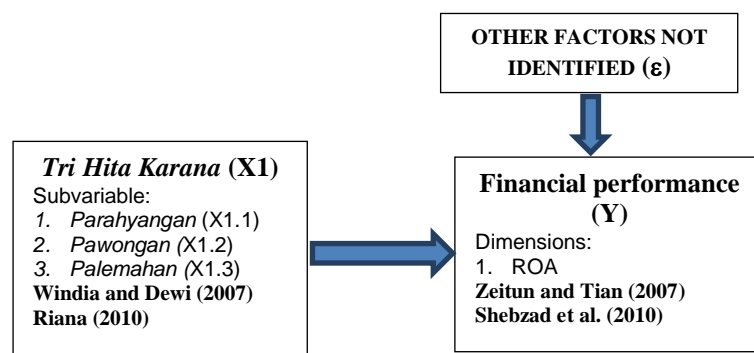 OTHER FACTORS NOT
IDENTIFIED (ε)
Tri Hita Karana (X1)
Subvariable:
1. Parahyangan (X1.1)
2. Pawongan (X1.2)
3. Palemahan (X1.3)
Windia and Dewi (2007)
Riana (2010)
Financial performance
(Y)
Dimensions:
1. ROA
Zeitun and Tian (2007)
Shebzad et al. (2010)